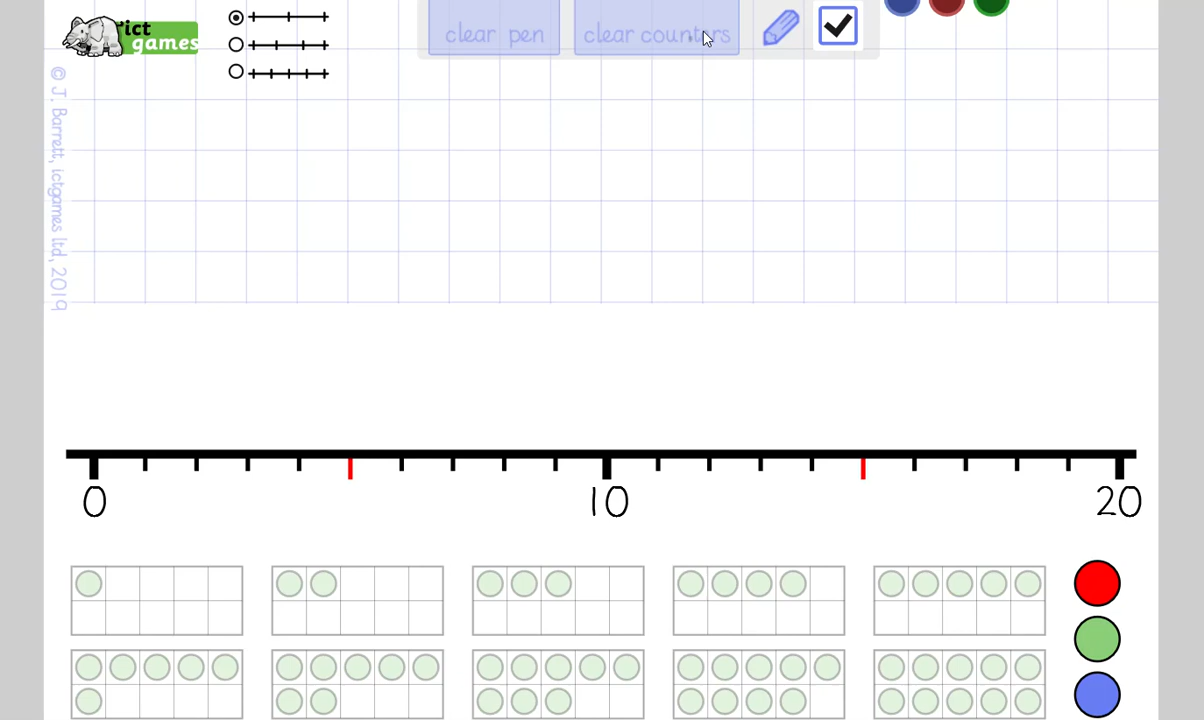 ict
games
clear pen
clear counters
© J. Barrett, ictgames ltd, 2019
0
10
20